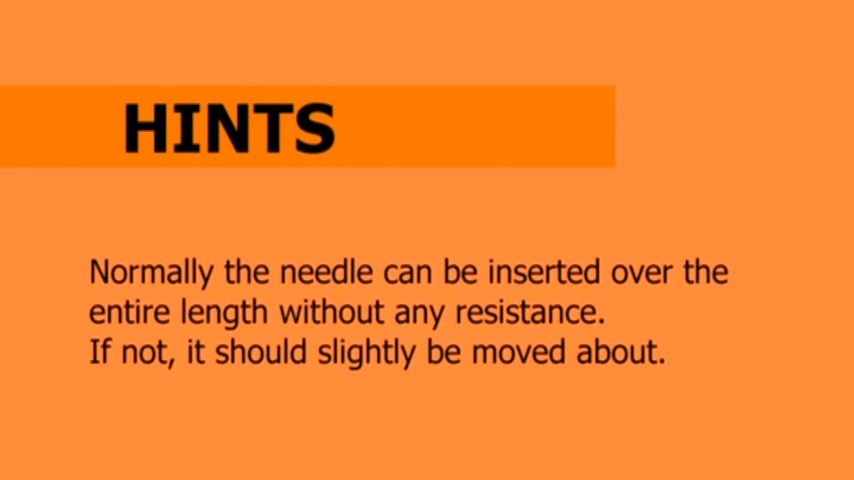 HINTS
Normally the needle can be inserted over the
entire length without any resistance.
If not, it should slightly be moved about.